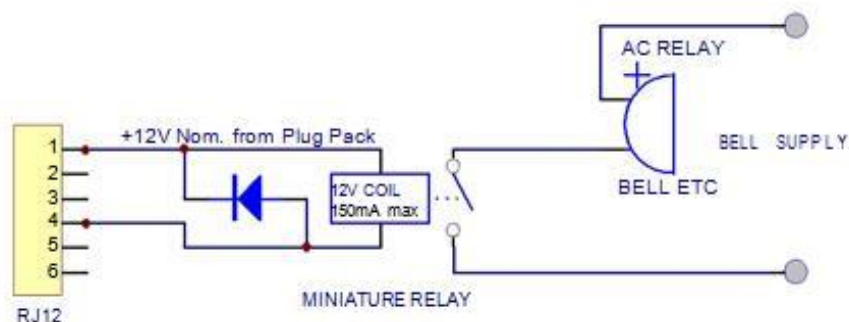 AC RELAY
+
+12V Nom. from Plug Pack
1
2
3
4
5
6
BELL SUPPLY
12V COIL
150mA max
BELL ETC
MINIATURE RELAY
RJ12